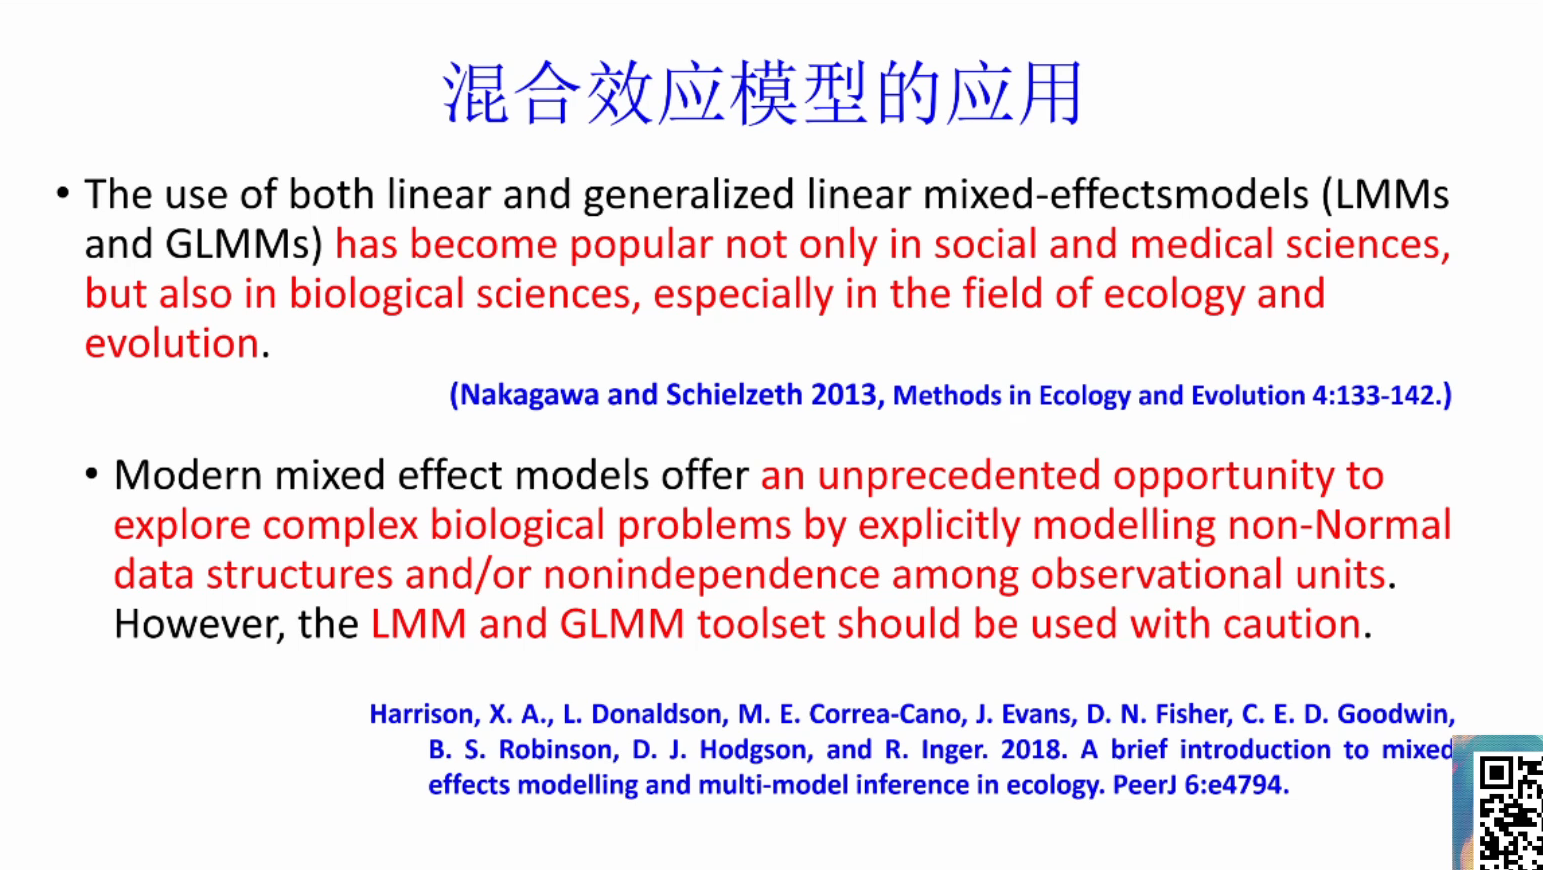 混合效应模型的应用
• The use of both linear and generalized linear mixed-effectsmodels (LMMs
and GLMMs) has become popular not only in social and medical sciences,
but also in biological sciences, especially in the field of ecology and
evolution.
(Nakagawa and Schielzeth 2013, Methods in Ecology and Evolution 4:133-142.)
• Modern mixed effect models offer an unprecedented opportunity to
explore complex biological problems by explicitly modelling non-Normal
data structures and/or nonindependence among observational units.
However, the LMM and GLMM toolset should be used with caution.
Harrison, X. A., L. Donaldson, M. E. Correa-Cano, J. Evans, D. N. Fisher, C. E. D. Goodwin,
B. S. Robinson, D. J. Hodgson, and R. Inger. 2018. A brief introduction to mixed
effects modelling and multi-model inference in ecology. PeerJ 6:e4794.